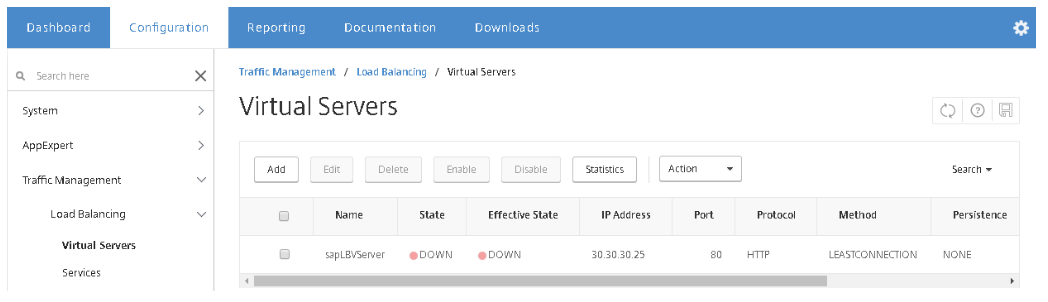 Dashboard Configuration Reporting Documentation Downloads
Search here
System
AppExpert
Traffic Management
Load Balancing
Virtual Servers
Services
Traffic Management / Load Balancing / Virtual Servers
Virtual Servers
Add Edit Delete Enable Disable Statistics Action Search
Name State Effective State IP Address Port Protocol Method Persistence
sapLBVServer DOWN DOWN 30.30.30.25 80 HTTP LEASTCONNECTION NONE